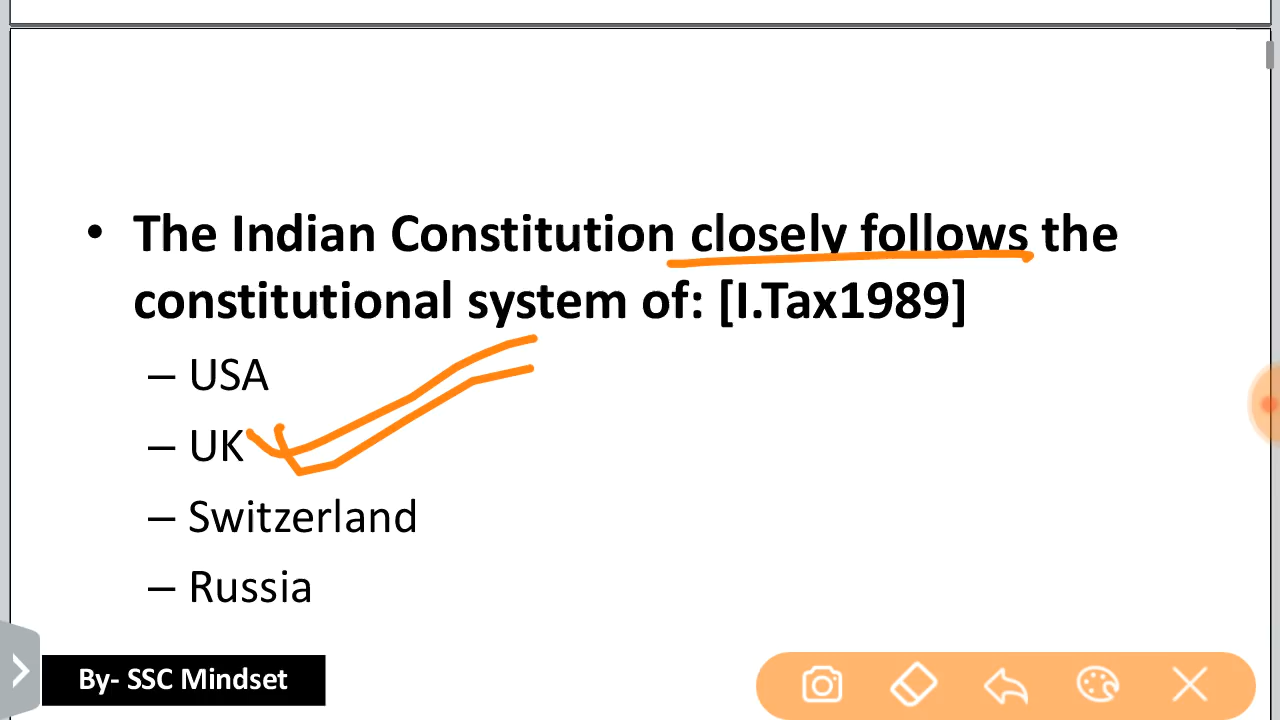 • The Indian Constitution closely follows the
constitutional system of: [I.Tax1989]
– USA
– UK
– Switzerland
– Russia
By- SSC Mindset